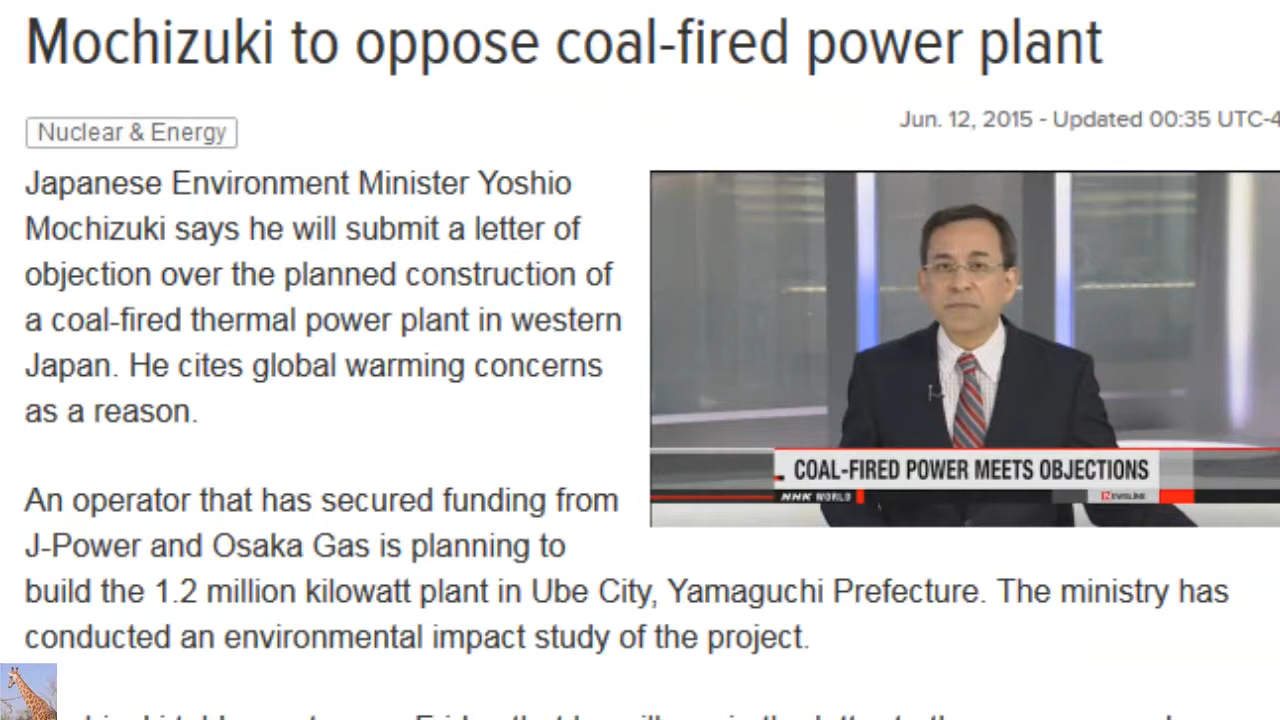 Mochizuki to oppose coal-fired power plant
Nuclear & Energy
Jun. 12, 2015 - Updated 00:35 UTC-4
Japanese Environment Minister Yoshio
Mochizuki says he will submit a letter of
objection over the planned construction of
a coal-fired thermal power plant in western
Japan. He cites global warming concerns
as a reason.
COAL-FIRED POWER MEETS OBJECTIONS
NHK WORLD
NEWSLINE
An operator that has secured funding from
J-Power and Osaka Gas is planning to
build the 1.2 million kilowatt plant in Ube City, Yamaguchi Prefecture. The ministry has
conducted an environmental impact study of the project.